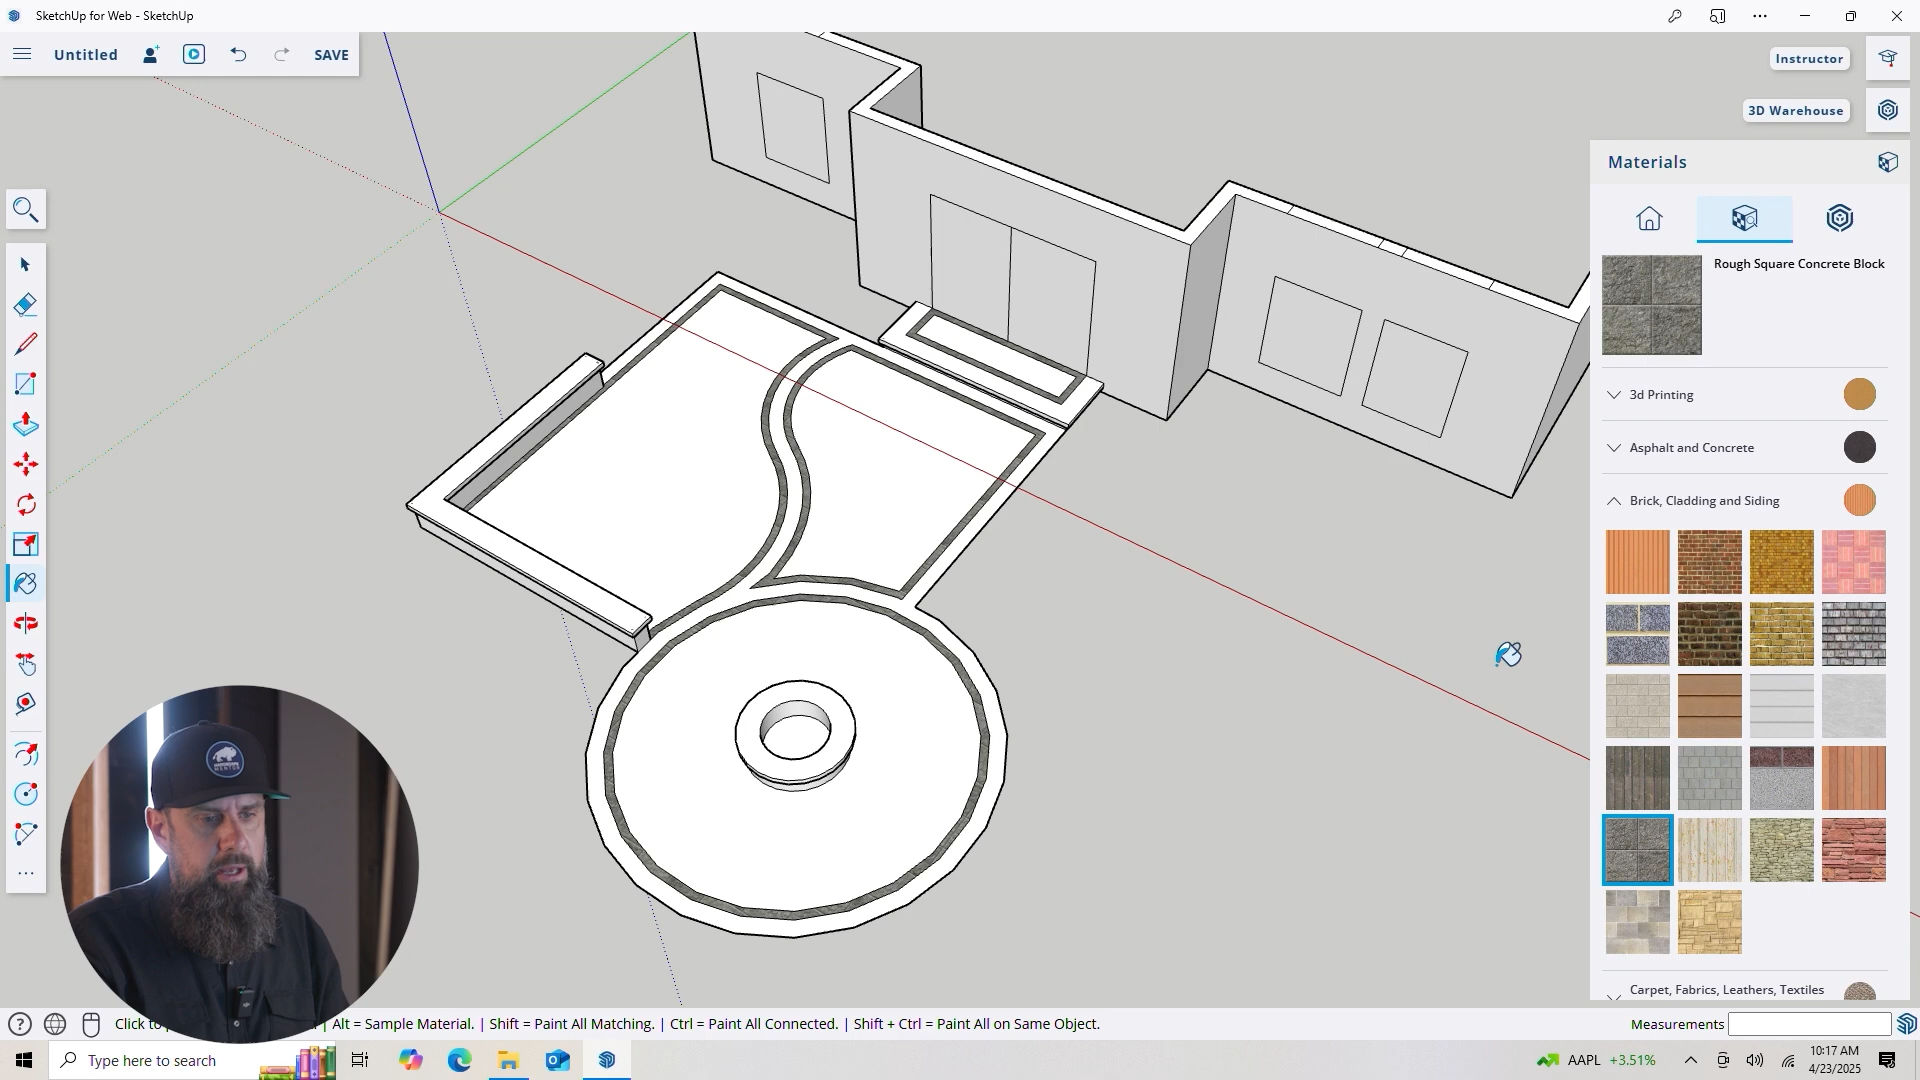 SketchUp for Web - SketchUp
Untitled
SAVE
Instructor
3D Warehouse
Materials
Rough Square Concrete Block
3d Printing
Asphalt and Concrete
Brick, Cladding and Siding
Carpet, Fabrics, Leathers, Textiles
Click to | Alt = Sample Material. | Shift = Paint All Matching. | Ctrl = Paint All Connected. | Shift + Ctrl = Paint All on Same Object.
Measurements
Type here to search
AAPL +3.51%
10:17 AM
4/23/2025